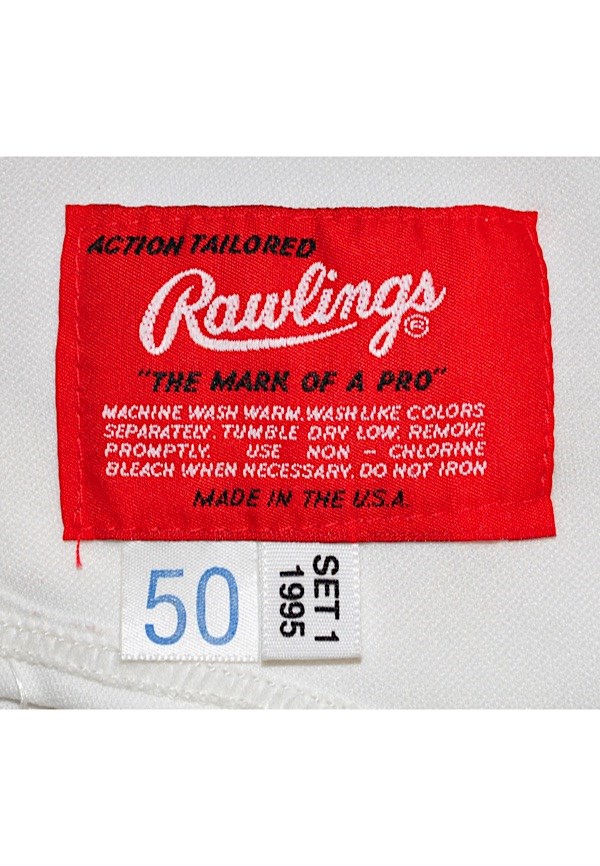 ACTION TAILORED
Rawlings®
"THE MARK OF A PRO"
MACHINE WASH WARM. WASH LIKE COLORS
SEPARATELY. TUMBLE DRY LOW. REMOVE
PROMPTLY. USE NON – CHLORINE
BLEACH WHEN NECESSARY. DO NOT IRON
MADE IN THE U.S.A.
50
SET 1
1995